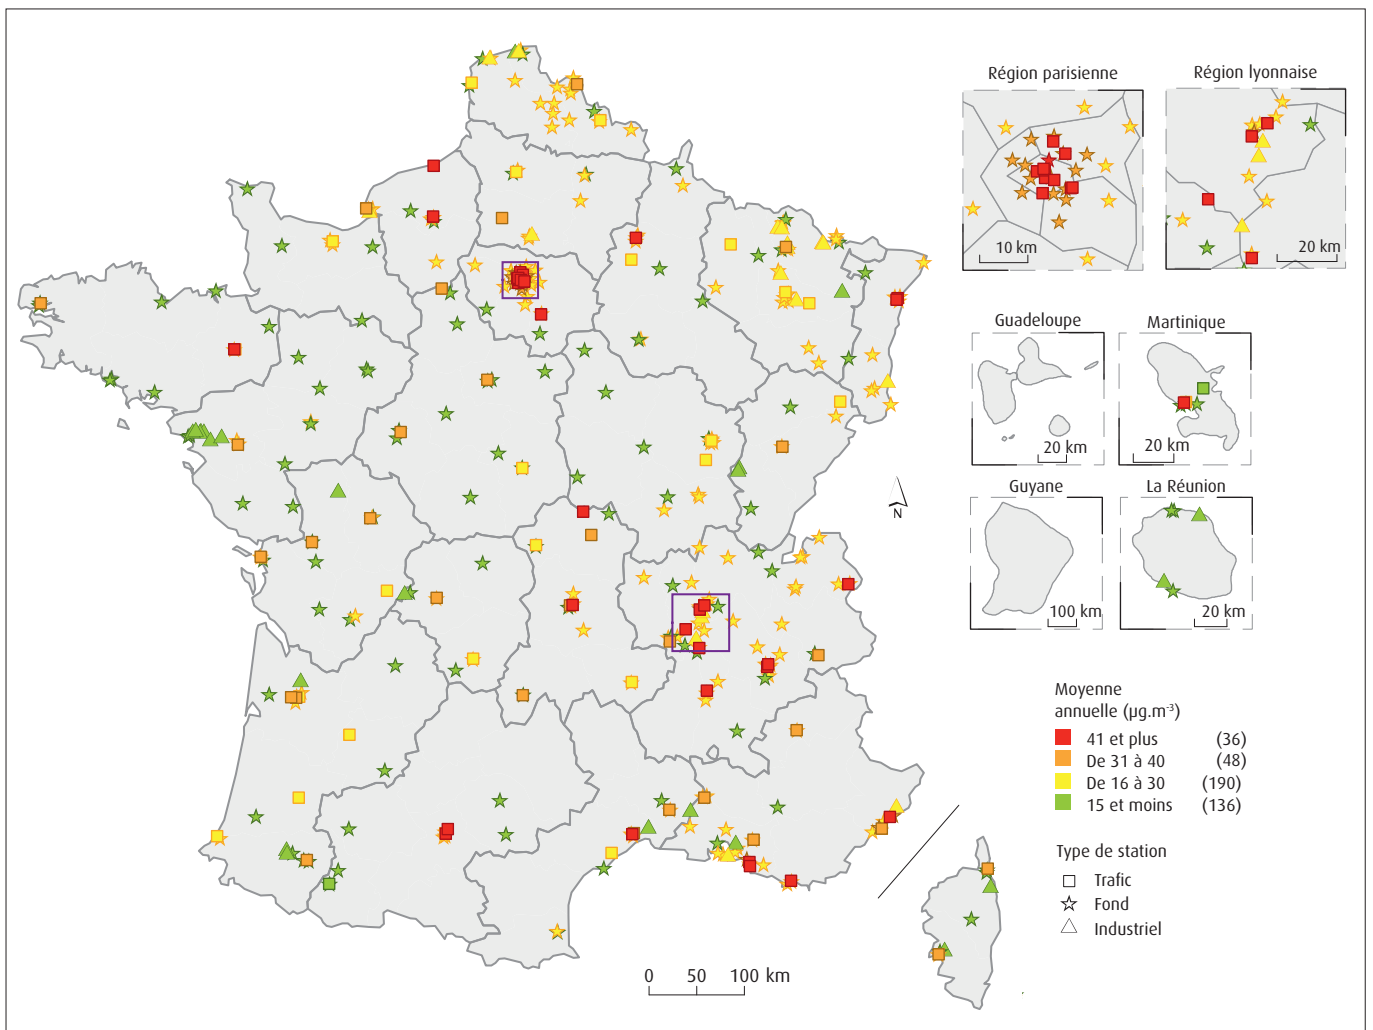 Région parisienne
Région lyonnaise
10 km
20 km
Guadeloupe
Martinique
20 km
20 km
N
Guyane
La Réunion
100 km
20 km
Moyenne
annuelle (µg.m-3)
41 et plus (36)
De 31 à 40 (48)
De 16 à 30 (190)
15 et moins (136)
Type de station
Trafic
Fond
Industriel
0 50 100 km